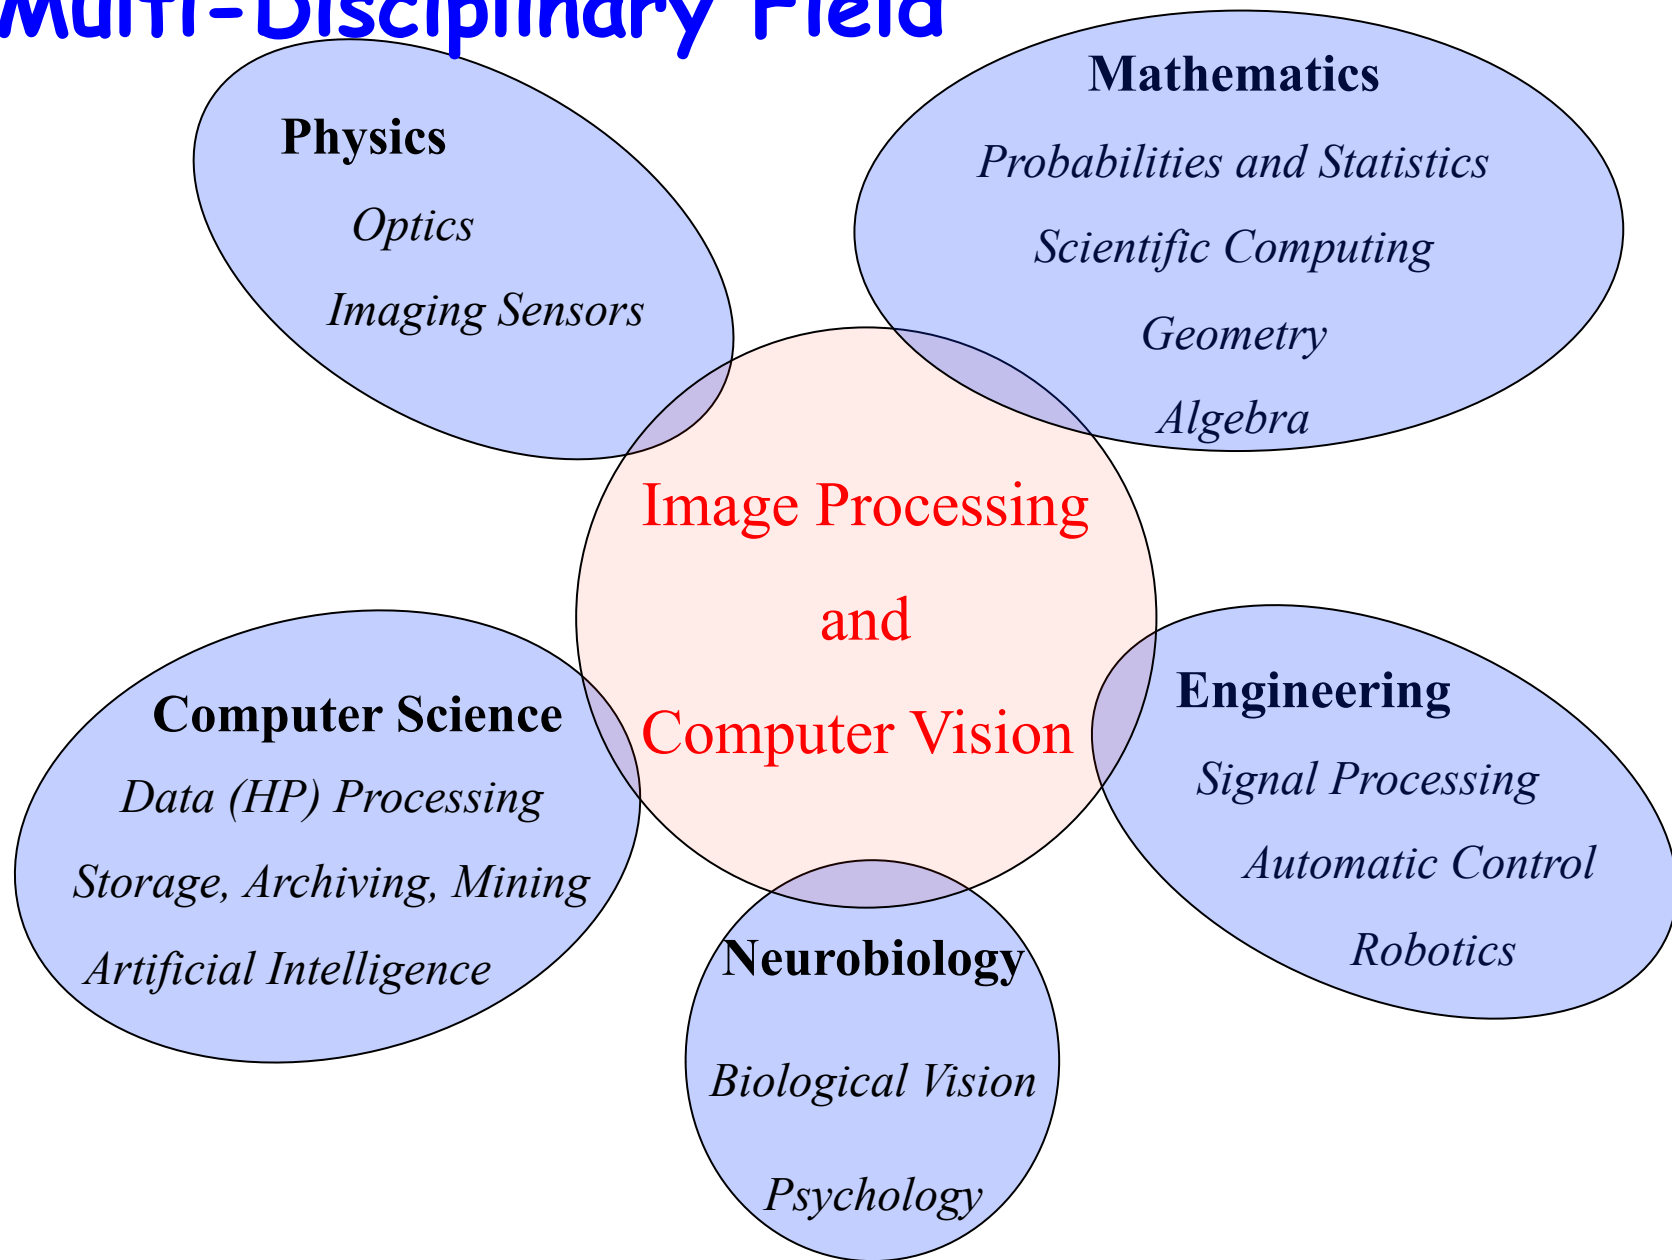 Multi-Disciplinary Field
Physics
Optics
Imaging Sensors
Mathematics
Probabilities and Statistics
Scientific Computing
Geometry
Algebra
Image Processing
and
Computer Vision
Computer Science
Data (HP) Processing
Storage, Archiving, Mining
Artificial Intelligence
Engineering
Signal Processing
Automatic Control
Robotics
Neurobiology
Biological Vision
Psychology